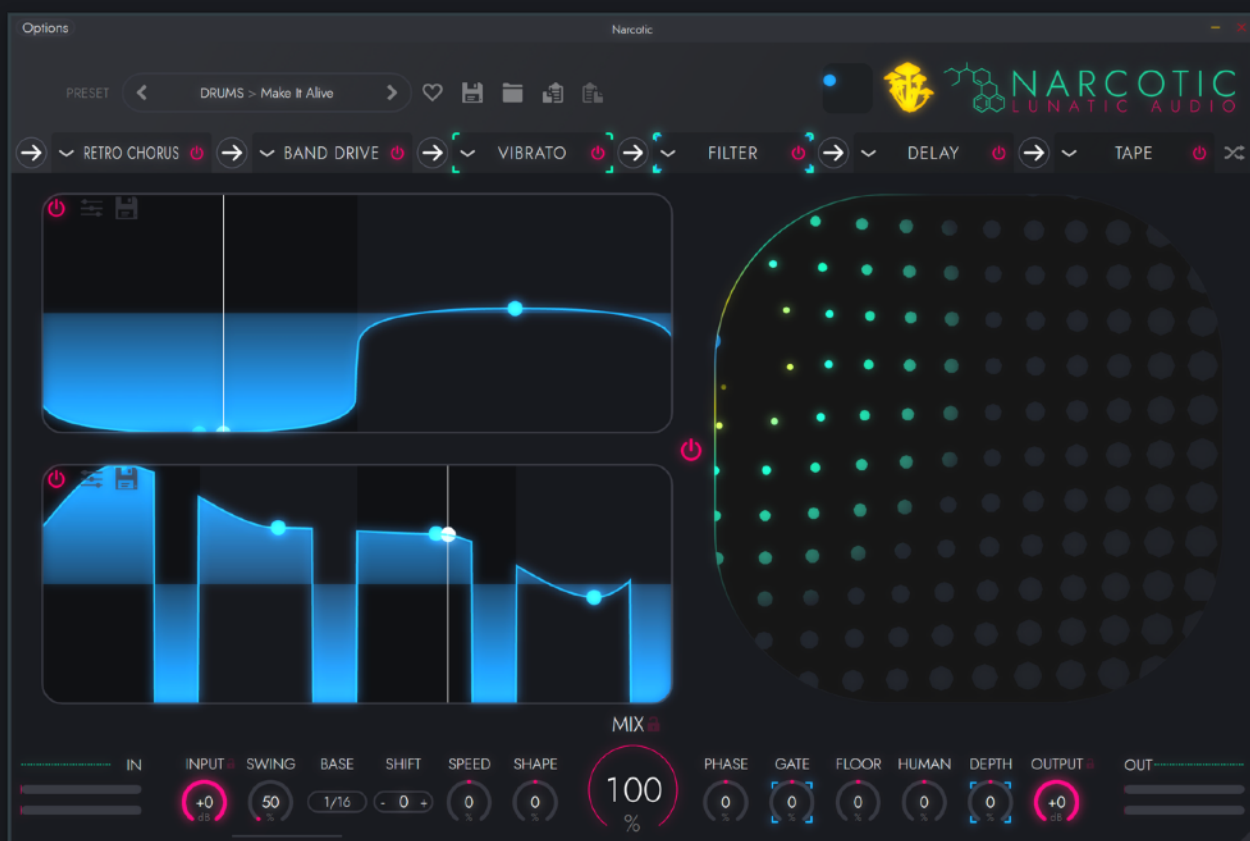 Options
Narcotic
PRESET
DRUMS > Make It Alive
NARCOTIC
LUNATIC AUDIO
RETRO CHORUS
BAND DRIVE
VIBRATO
FILTER
DELAY
TAPE
MIX
100
%
IN
INPUT
+0
dB
SWING
50
%
BASE
1/16
SHIFT
- 0 +
SPEED
0
%
SHAPE
0
%
PHASE
0
%
GATE
0
%
FLOOR
0
%
HUMAN
0
%
DEPTH
0
%
OUTPUT
+0
dB
OUT